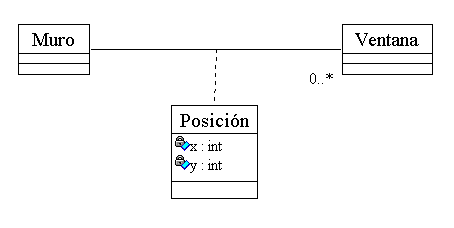 Muro
Ventana
0..*
Posición
x : int
y : int